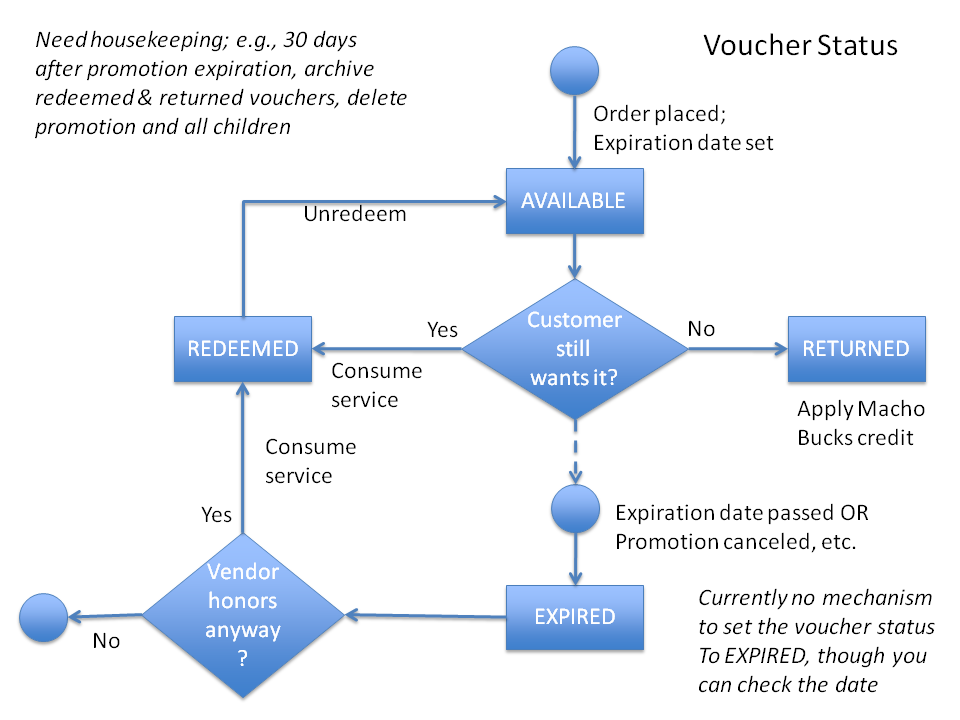 Need housekeeping; e.g., 30 days
after promotion expiration, archive
redeemed & returned vouchers, delete
promotion and all children
Voucher Status
Order placed;
Expiration date set
AVAILABLE
Unredeem
Customer
still
wants it?
Yes
No
REDEEMED
RETURNED
Consume
service
Apply Macho
Bucks credit
Consume
service
Yes
Expiration date passed OR
Promotion canceled, etc.
Vendor
honors
anyway
?
EXPIRED
No
Currently no mechanism
to set the voucher status
To EXPIRED, though you
can check the date